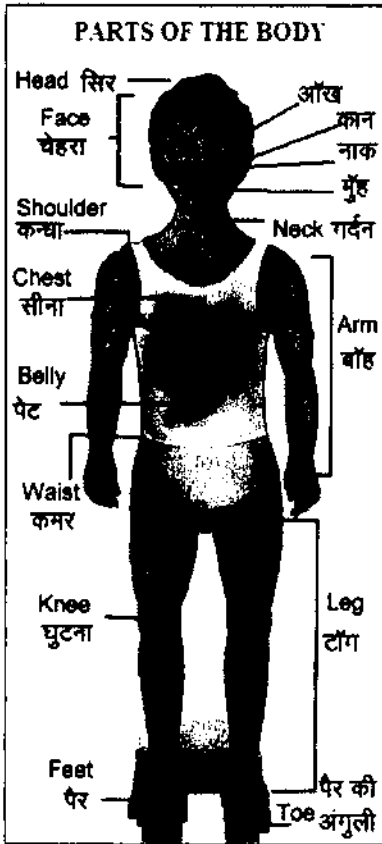 PARTS OF THE BODY
Head सिर
Face
चेहरा
आँख
कान
नाक
मुँह
Shoulder
कन्धा
Neck गर्दन
Chest
सीना
Arm
बाँह
Belly
पेट
Waist
कमर
Knee
घुटना
Leg
टाँग
Feet
पैर
पैर की
Toe अंगुली